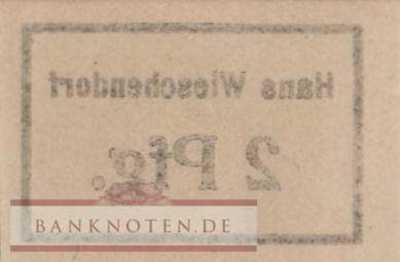 Hans Wieschendorf
2 Pfg.
BANKNOTEN.DE